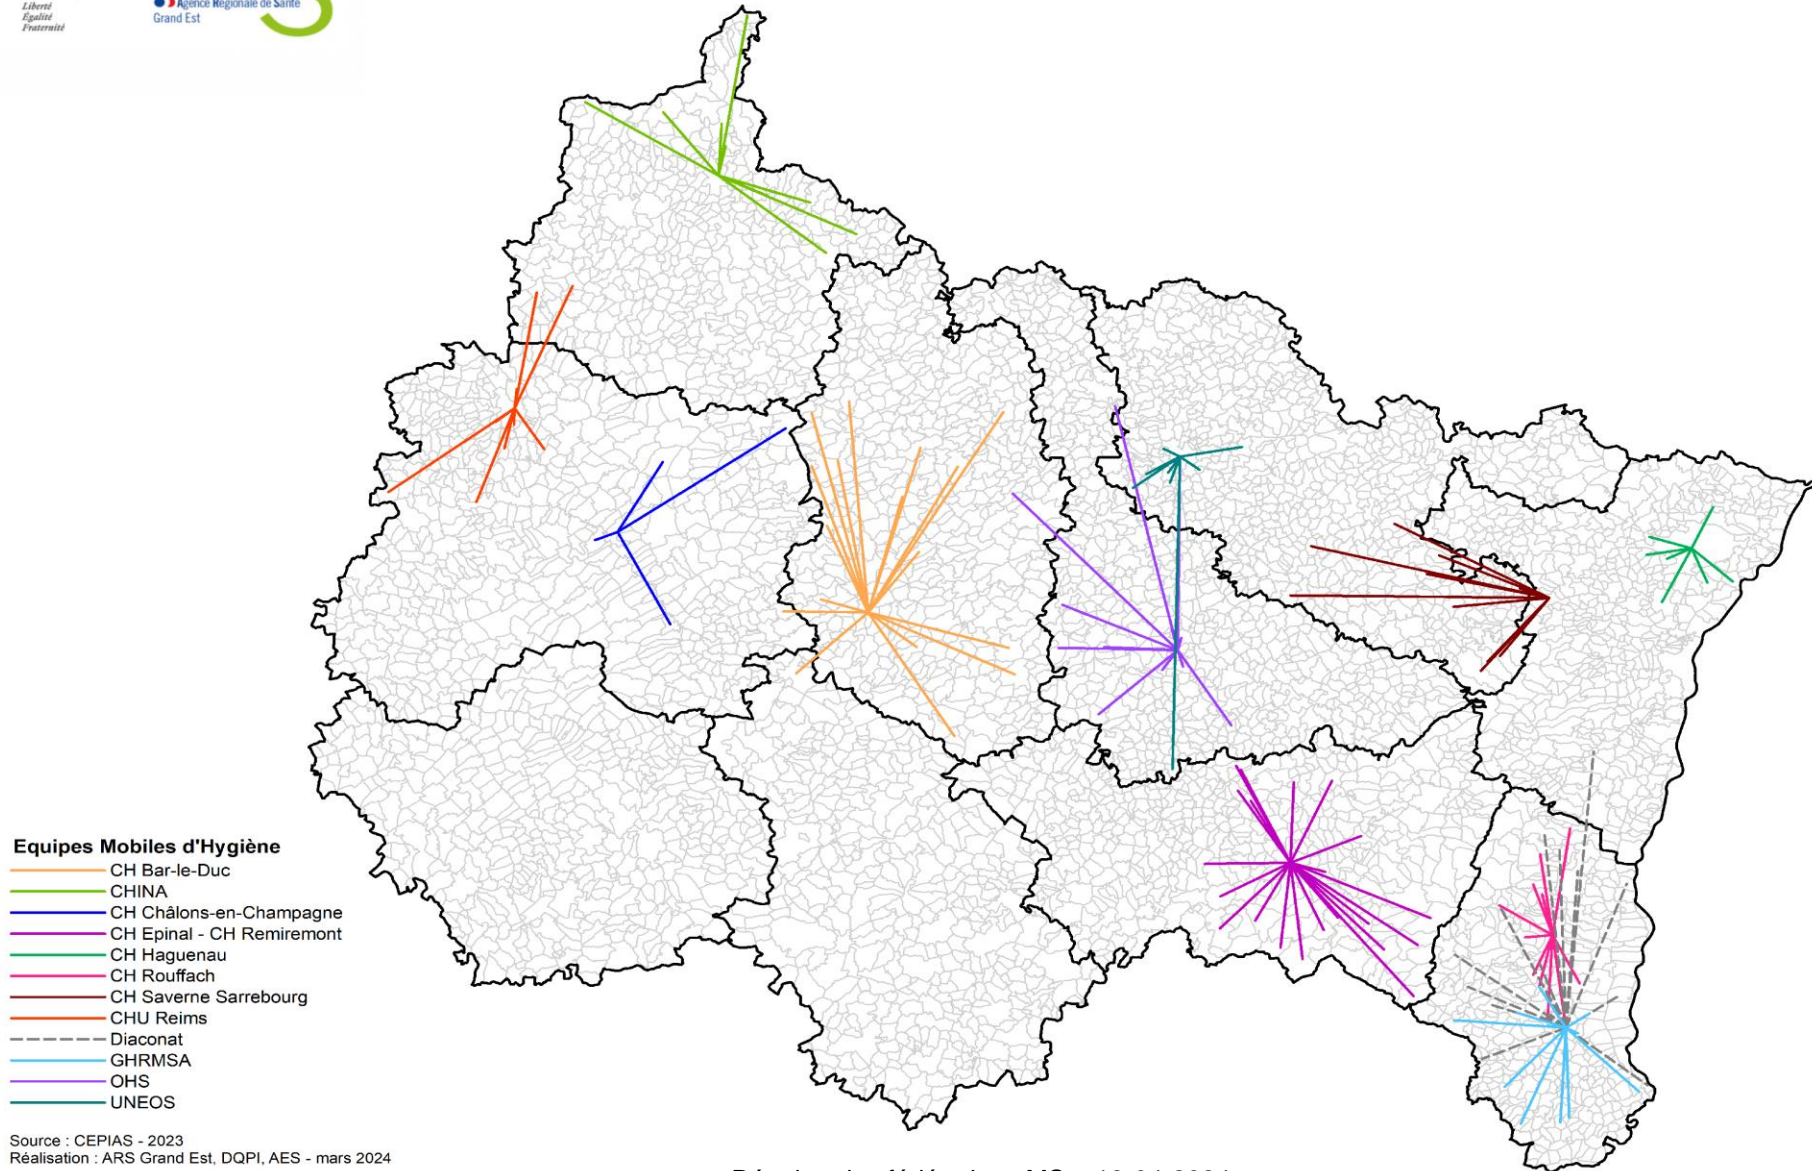 Liberté
Égalité
Fraternité
Agence Régionale de Santé
Grand Est
Equipes Mobiles d'Hygiène
CH Bar-le-Duc
CHINA
CH Châlons-en-Champagne
CH Epinal - CH Remiremont
CH Haguenau
CH Rouffach
CH Saverne Sarrebourg
CHU Reims
Diaconat
GHRMSA
OHS
UNEOS
Source : CEPIAS - 2023
Réalisation : ARS Grand Est, DQPI, AES - mars 2024